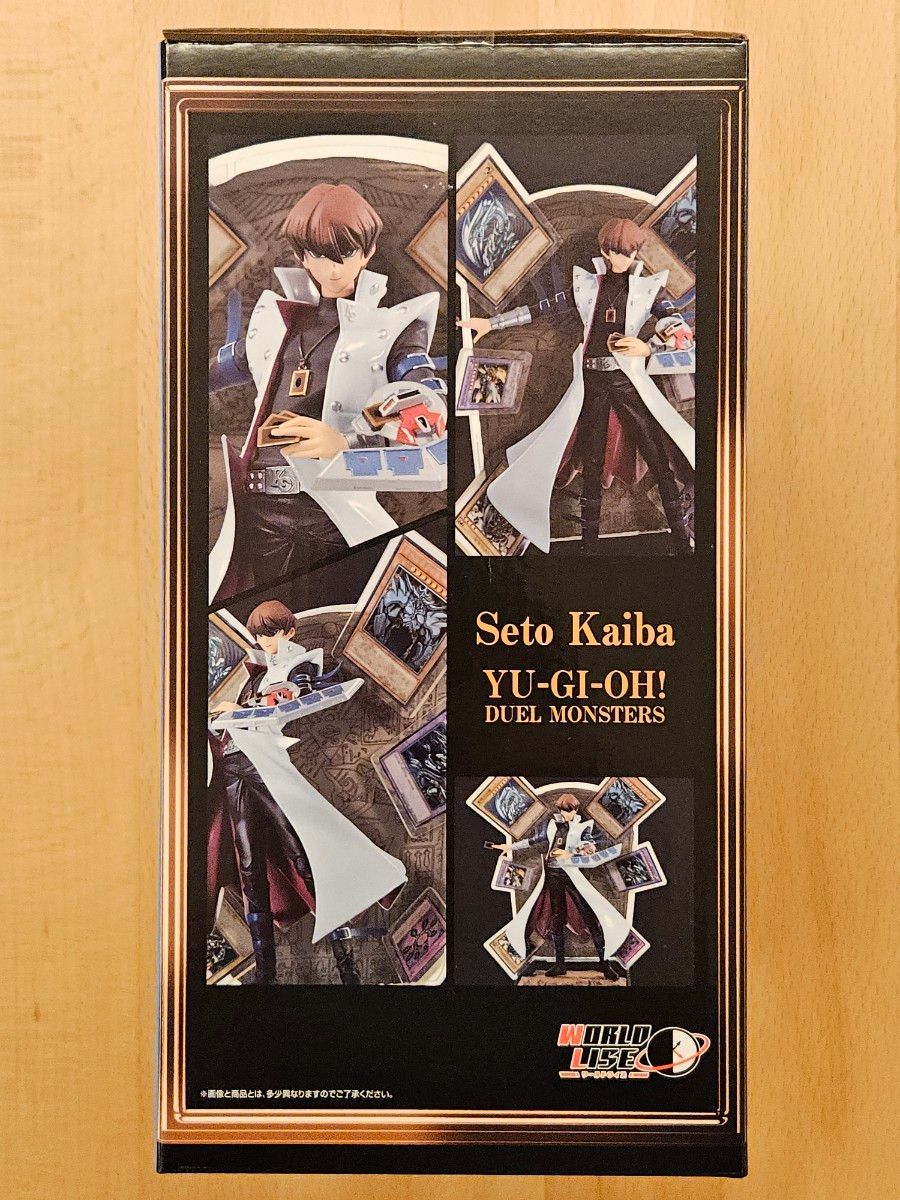 Seto Kaiba
YU-GI-OH!
DUEL MONSTERS
WORLD
LISE
ワールドライズ
※画像と商品とは、多少異なりますのでご了承ください。
KC